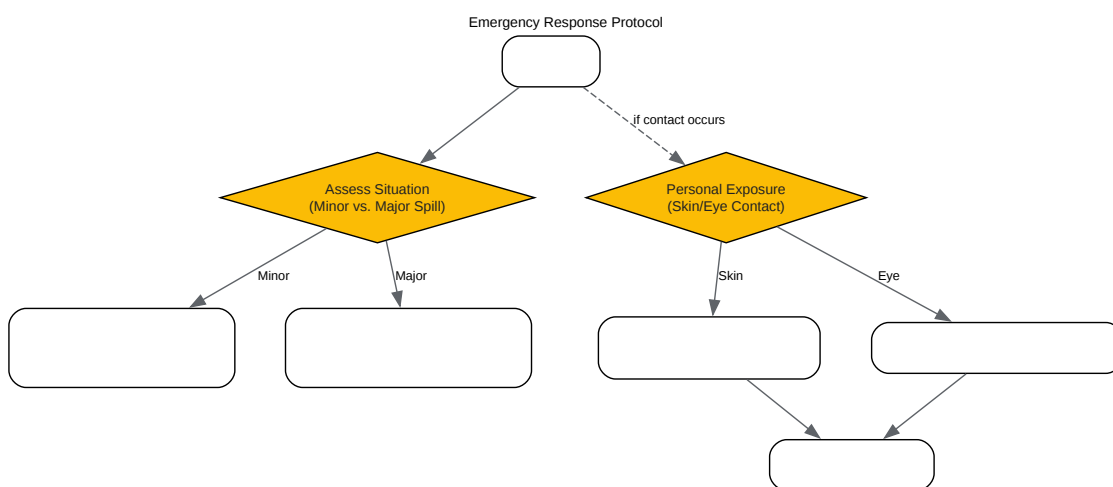 Emergency Response Protocol
if contact occurs
Assess Situation
(Minor vs. Major Spill)
Personal Exposure
(Skin/Eye Contact)
Minor
Major
Skin
Eye